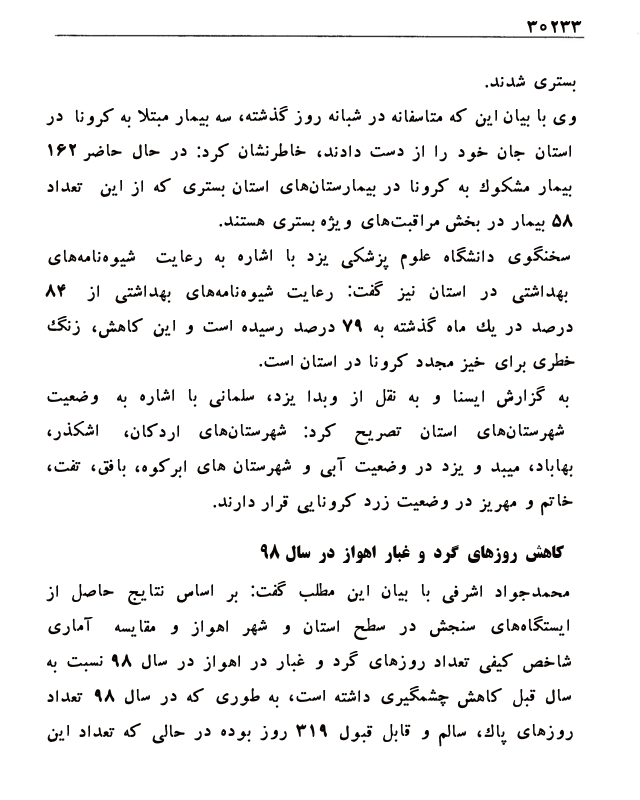 ۳۰۲۳۳
بستری شدند.
وی با بیان این که متاسفانه در شبانه روز گذشته، سه بیمار مبتلا به کرونا در
استان جان خود را از دست دادند، خاطرنشان کرد: در حال حاضر ۱۶۲
بیمار مشکوک به کرونا در بیمارستان‌های استان بستری که از این تعداد
۵۸ بیمار در بخش مراقبت‌های ویژه بستری هستند.
سخنگوی دانشگاه علوم پزشکی یزد با اشاره به رعایت شیوه‌نامه‌های
بهداشتی در استان نیز گفت: رعایت شیوه‌نامه‌های بهداشتی از ۸۴
درصد در یک ماه گذشته به ۷۹ درصد رسیده است و این کاهش، زنگ
خطری برای خیز مجدد کرونا در استان است.
به گزارش ایسنا و به نقل از وبدا یزد، سلمانی با اشاره به وضعیت
شهرستان‌های استان تصریح کرد: شهرستان‌های اردکان، اشکذر،
بهاباد، میبد و یزد در وضعیت آبی و شهرستان های ابرکوه، بافق، تفت،
خاتم و مهریز در وضعیت زرد کرونایی قرار دارند.
کاهش روزهای گرد و غبار اهواز در سال ۹۸
محمدجواد اشرفی با بیان این مطلب گفت: بر اساس نتایج حاصل از
ایستگاه‌های سنجش در سطح استان و شهر اهواز و مقایسه آماری
شاخص کیفی تعداد روزهای گرد و غبار در اهواز در سال ۹۸ نسبت به
سال قبل کاهش چشمگیری داشته است، به طوری که در سال ۹۸ تعداد
روزهای پاک، سالم و قابل قبول ۳۱۹ روز بوده در حالی که تعداد این